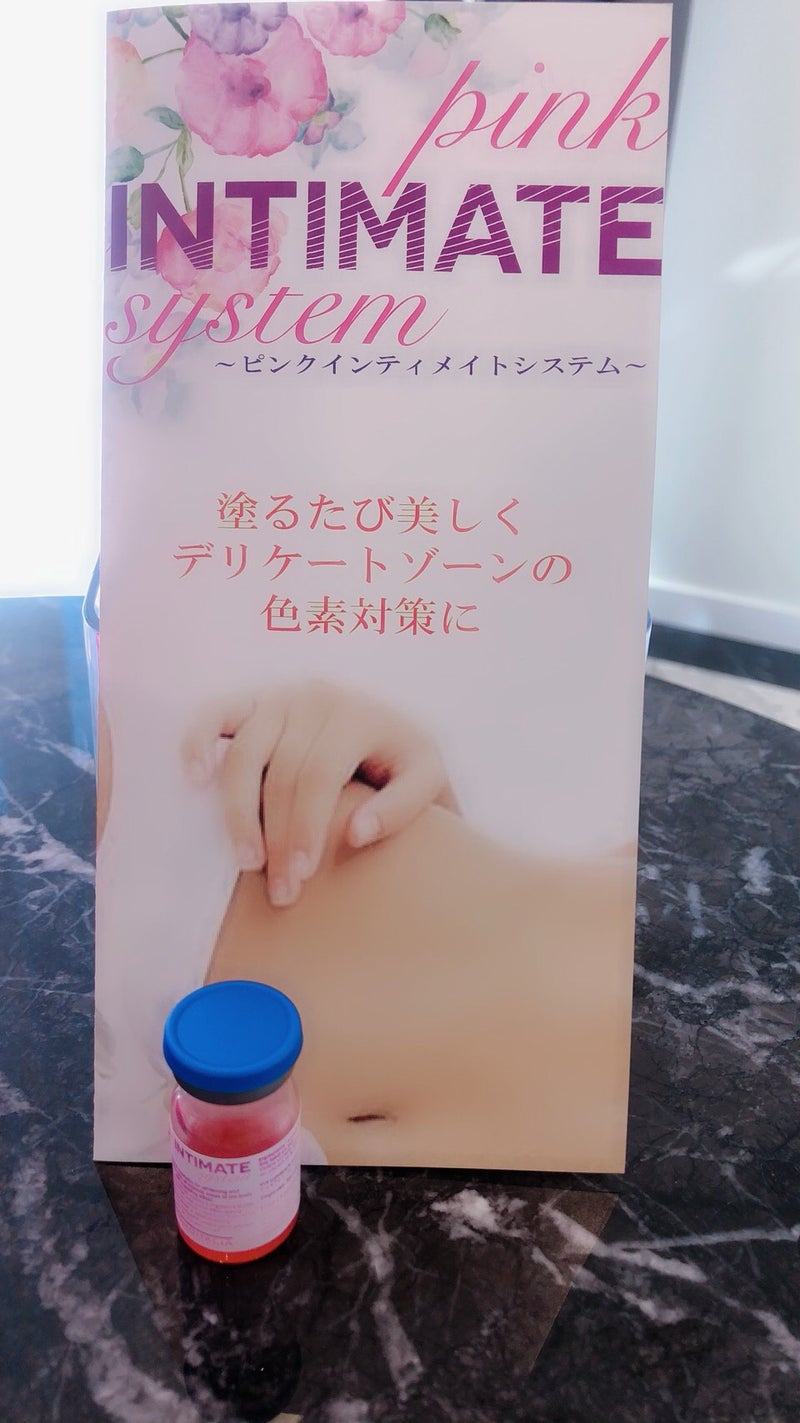 pink
INTIMATE
system
～ピンクインティメイトシステム～
塗るたび美しく
デリケートゾーンの
色素対策に
INTIMATE